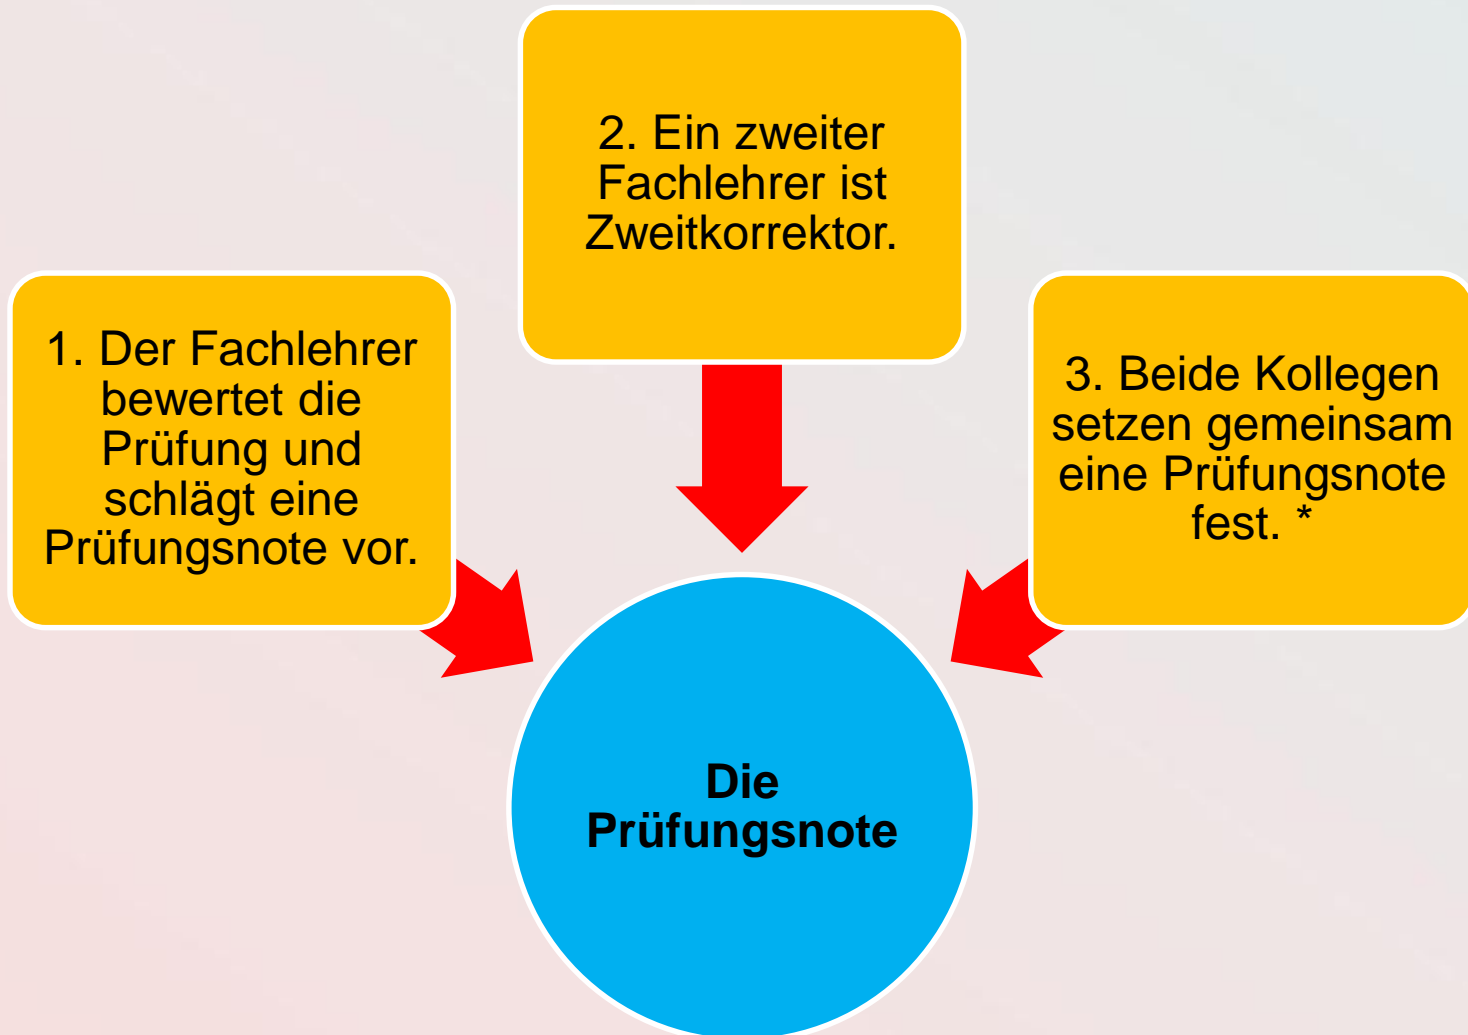 1. Der Fachlehrer
bewertet die
Prüfung und
schlägt eine
Prüfungsnote vor.
2. Ein zweiter
Fachlehrer ist
Zweitkorrektor.
3. Beide Kollegen
setzen gemeinsam
eine Prüfungsnote
fest. *
Die
Prüfungsnote